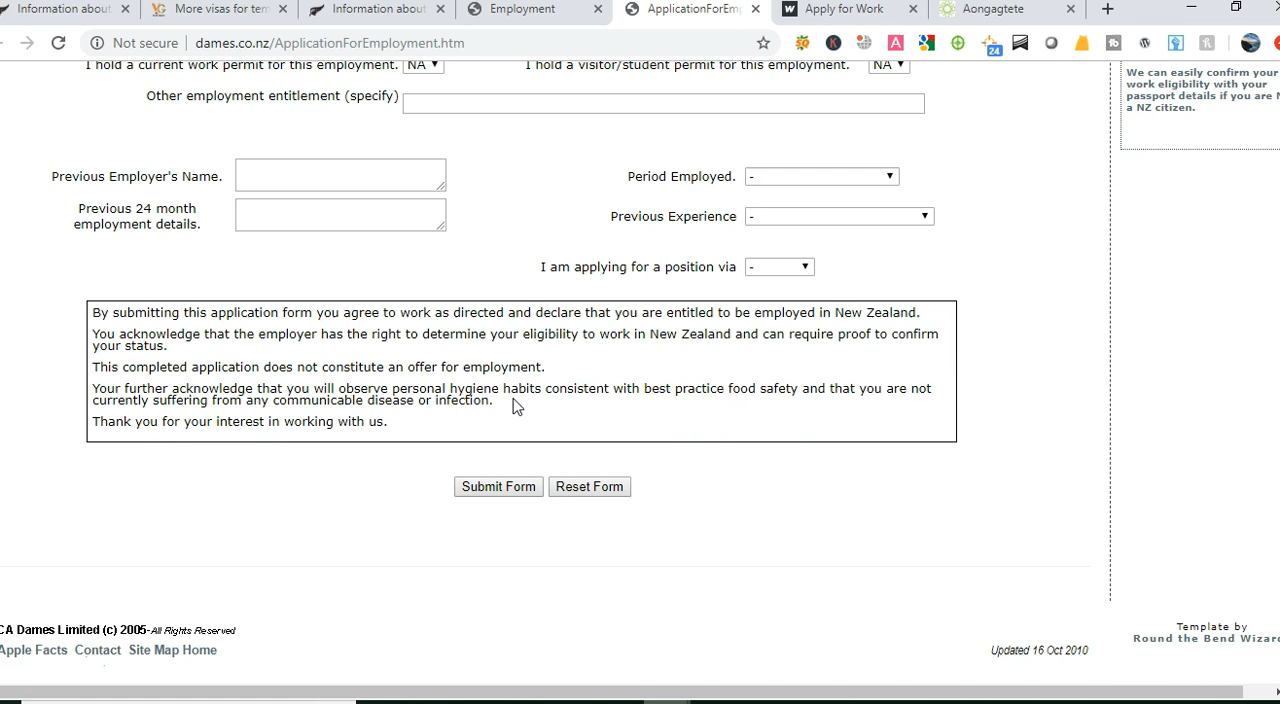 Information about
More visas for tem
Information about
Employment
ApplicationForEmp
Apply for Work
Aongagtete
Not secure
dames.co.nz/ApplicationForEmployment.htm
24
I hold a current work permit for this employment. NA
I hold a visitor/student permit for this employment. NA
We can easily confirm your
work eligibility with your
passport details if you are N
a NZ citizen.
Other employment entitlement (specify)
Previous Employer's Name.
Period Employed. -
Previous 24 month
employment details.
Previous Experience -
I am applying for a position via -
By submitting this application form you agree to work as directed and declare that you are entitled to be employed in New Zealand.
You acknowledge that the employer has the right to determine your eligibility to work in New Zealand and can require proof to confirm
your status.
This completed application does not constitute an offer for employment.
Your further acknowledge that you will observe personal hygiene habits consistent with best practice food safety and that you are not
currently suffering from any communicable disease or infection.
Thank you for your interest in working with us.
Submit Form Reset Form
CA Dames Limited (c) 2005-All Rights Reserved
Apple Facts Contact Site Map Home
Updated 16 Oct 2010
Template by
Round the Bend Wizard